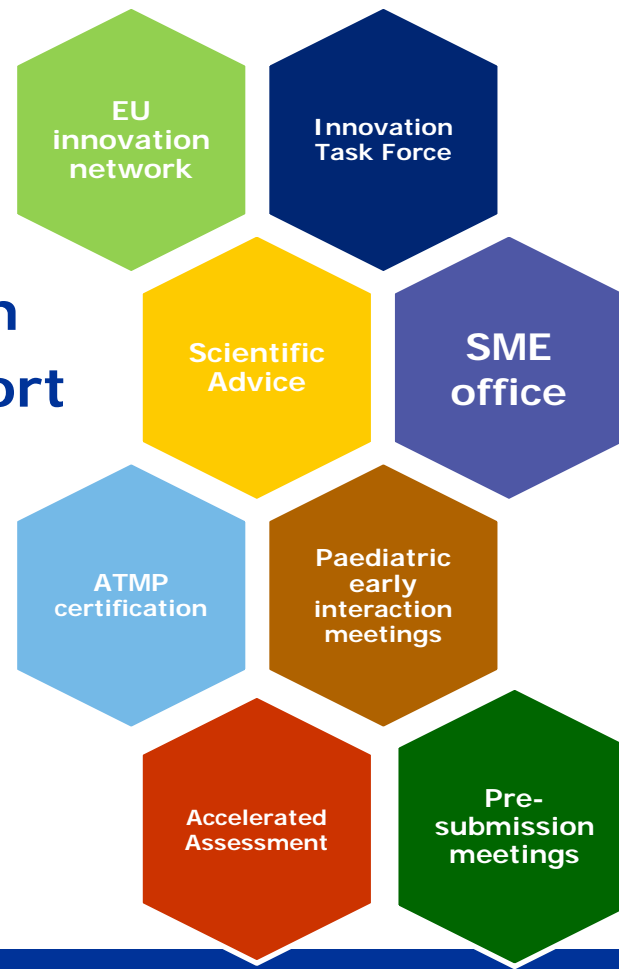 EU
innovation
network
Innovation
Task Force
Scientific
Advice
SME
office
ATMP
certification
Paediatric
early
interaction
meetings
Accelerated
Assessment
Pre-
submission
meetings